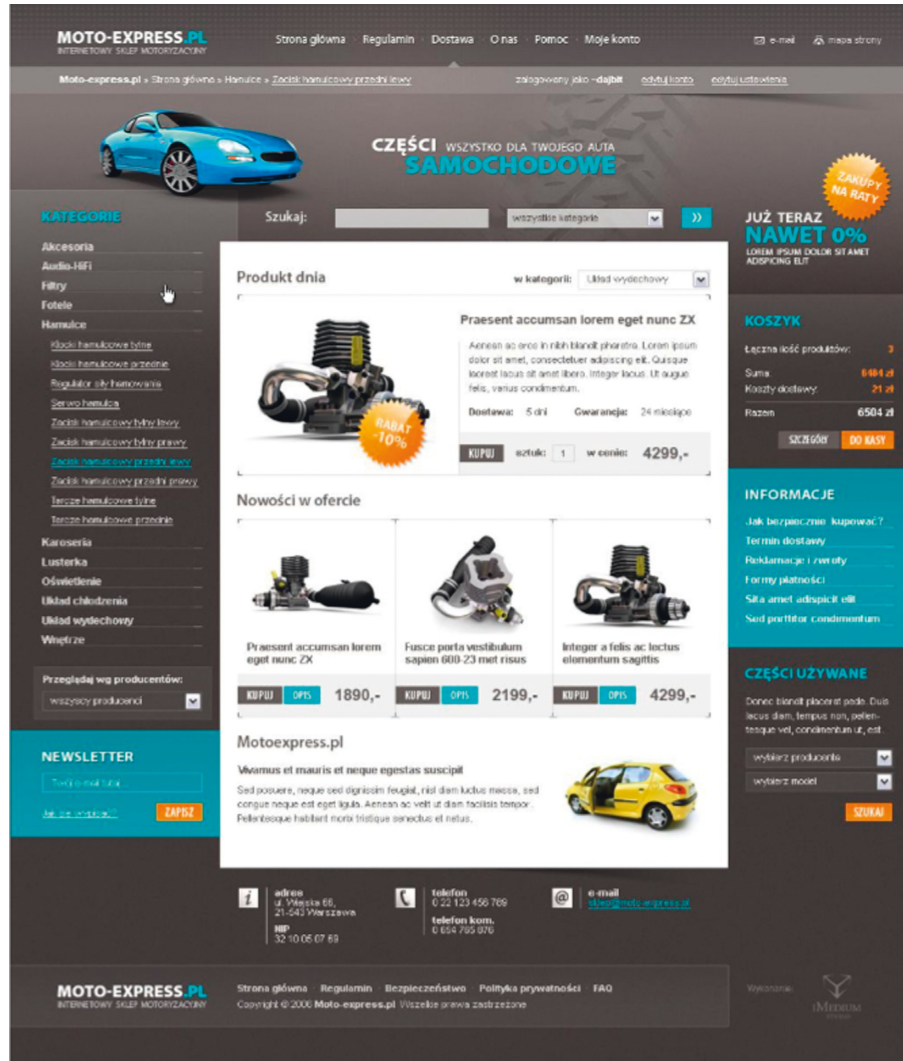 MOTO-EXPRESS.PL
INTERNETOWY SKLEP MOTORYZACYJNY
Strona główna Regulamin Dostawa O nas Pomoc Moje konto
e-mail mapa strony
Moto-express.pl » Strona główna » Hamulce » Zacisk hamulcowy przedni lewy
zalogowany jako ~dajbit edytuj konto edytuj ustawienia
CZĘŚCI WSZYSTKO DLA TWOJEGO AUTA
SAMOCHODOWE
ZAKUPY
NA RATY
JUŻ TERAZ
NAWET 0%
LOREM IPSUM DOLOR SIT AMET
ADISPICING ELIT
KATEGORIE
Akcesoria
Audio-HiFi
Filtry
Fotele
Hamulce
Klocki hamulcowe tylne
Klocki hamulcowe przednie
Regulator siły hamowania
Serwo hamulca
Zacisk hamulcowy tylny lewy
Zacisk hamulcowy tylny prawy
Zacisk hamulcowy przedni lewy
Zacisk hamulcowy przedni prawy
Tarcze hamulcowe tylne
Tarcze hamulcowe przednie
Karoseria
Lusterka
Oświetlenie
Układ chłodzenia
Układ wydechowy
Wnętrze
Przeglądaj wg producentów:
wszyscy producenci
NEWSLETTER
Twój e-mail tutaj...
Jak się wypisać?
ZAPISZ
Szukaj:
wszystkie kategorie
Produkt dnia
w kategorii: Układ wydechowy
RABAT
-10%
Praesent accumsan lorem eget nunc ZX
Aenean ac eros in nibh blandit pharetra. Lorem ipsum
dolor sit amet, consectetuer adipiscing elit. Quisque
laoreet lacus sit amet libero. Integer lacus. Ut augue
felis, varius condimentum.
Dostawa: 5 dni Gwarancja: 24 miesiące
KUPUJ sztuk: 1 w cenie: 4299,-
Nowości w ofercie
Praesent accumsan lorem
eget nunc ZX
KUPUJ OPIS 1890,-
Fusce porta vestibulum
sapien 600-23 met risus
KUPUJ OPIS 2199,-
Integer a felis ac lectus
elementum sagittis
KUPUJ OPIS 4299,-
Motoexpress.pl
Vivamus et mauris et neque egestas suscipit
Sed posuere, neque sed dignissim feugiat, nisl diam luctus massa, sed
congue neque est eget ligula. Aenean ac velit ut diam facilisis tempor.
Pellentesque habitant morbi tristique senectus et netus.
KOSZYK
Łączna ilość produktów: 3
Suma: 6484 zł
Koszty dostawy: 21 zł
Razem 6504 zł
SZCZEGÓŁY DO KASY
INFORMACJE
Jak bezpiecznie kupować?
Termin dostawy
Reklamacje i zwroty
Formy płatności
Sita amet adispicit elit
Sed porttitor condimentum
CZĘŚCI UŻYWANE
Donec blandit placerat pede. Duis
lacus diam, tempus non, pellen-
tesque vel, condimentum ut, est.
wybierz producenta
wybierz model
SZUKAJ
adres
ul. Wiejska 66,
21-543 Warszawa
NIP
32 10 05 07 69
telefon
0 22 123 456 789
telefon kom.
0 654 765 876
@
e-mail
sklep@moto-express.pl
MOTO-EXPRESS.PL
INTERNETOWY SKLEP MOTORYZACYJNY
Strona główna Regulamin Bezpieczeństwo Polityka prywatności FAQ
Copyright © 2006 Moto-express.pl Wszelkie prawa zastrzeżone
Wykonanie:
iMEDIUM